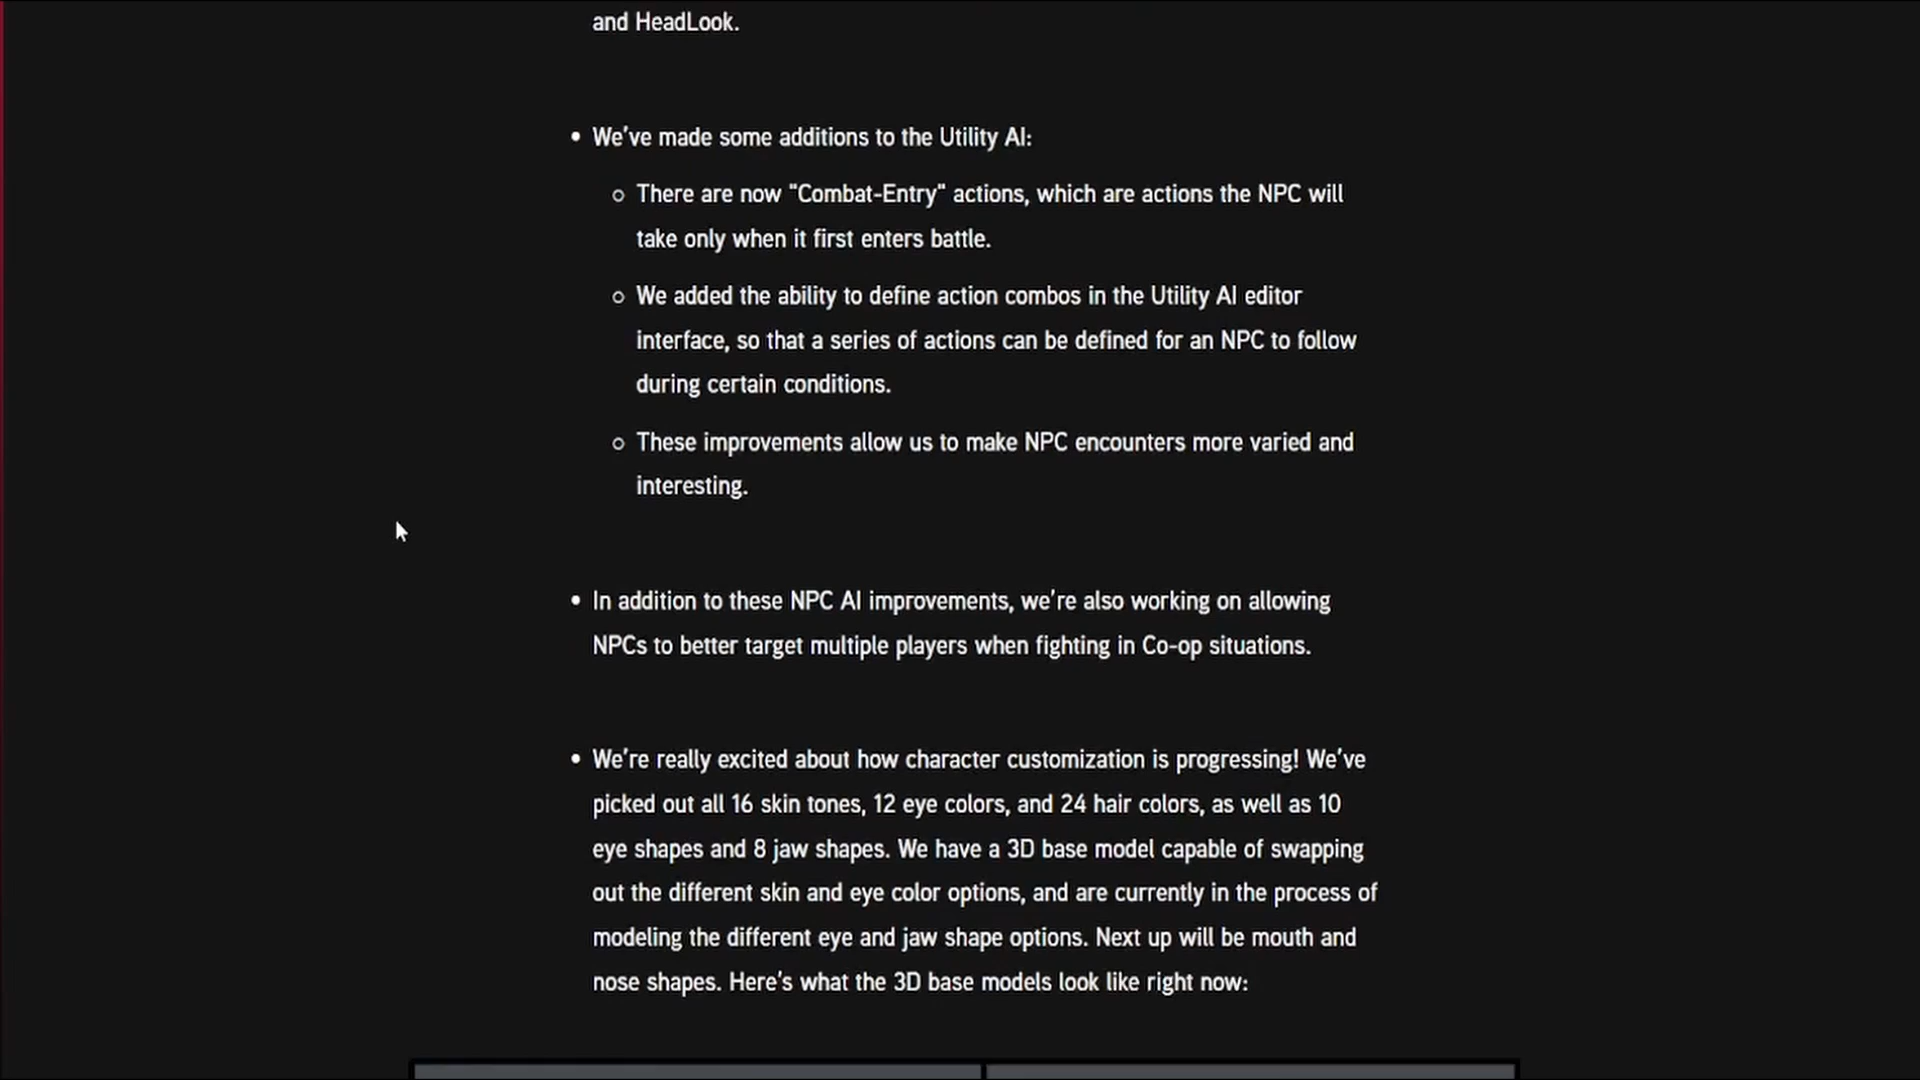 and HeadLook.
• We've made some additions to the Utility AI:
○ There are now "Combat-Entry" actions, which are actions the NPC will
take only when it first enters battle.
○ We added the ability to define action combos in the Utility AI editor
interface, so that a series of actions can be defined for an NPC to follow
during certain conditions.
○ These improvements allow us to make NPC encounters more varied and
interesting.
• In addition to these NPC AI improvements, we're also working on allowing
NPCs to better target multiple players when fighting in Co-op situations.
• We're really excited about how character customization is progressing! We've
picked out all 16 skin tones, 12 eye colors, and 24 hair colors, as well as 10
eye shapes and 8 jaw shapes. We have a 3D base model capable of swapping
out the different skin and eye color options, and are currently in the process of
modeling the different eye and jaw shape options. Next up will be mouth and
nose shapes. Here's what the 3D base models look like right now: